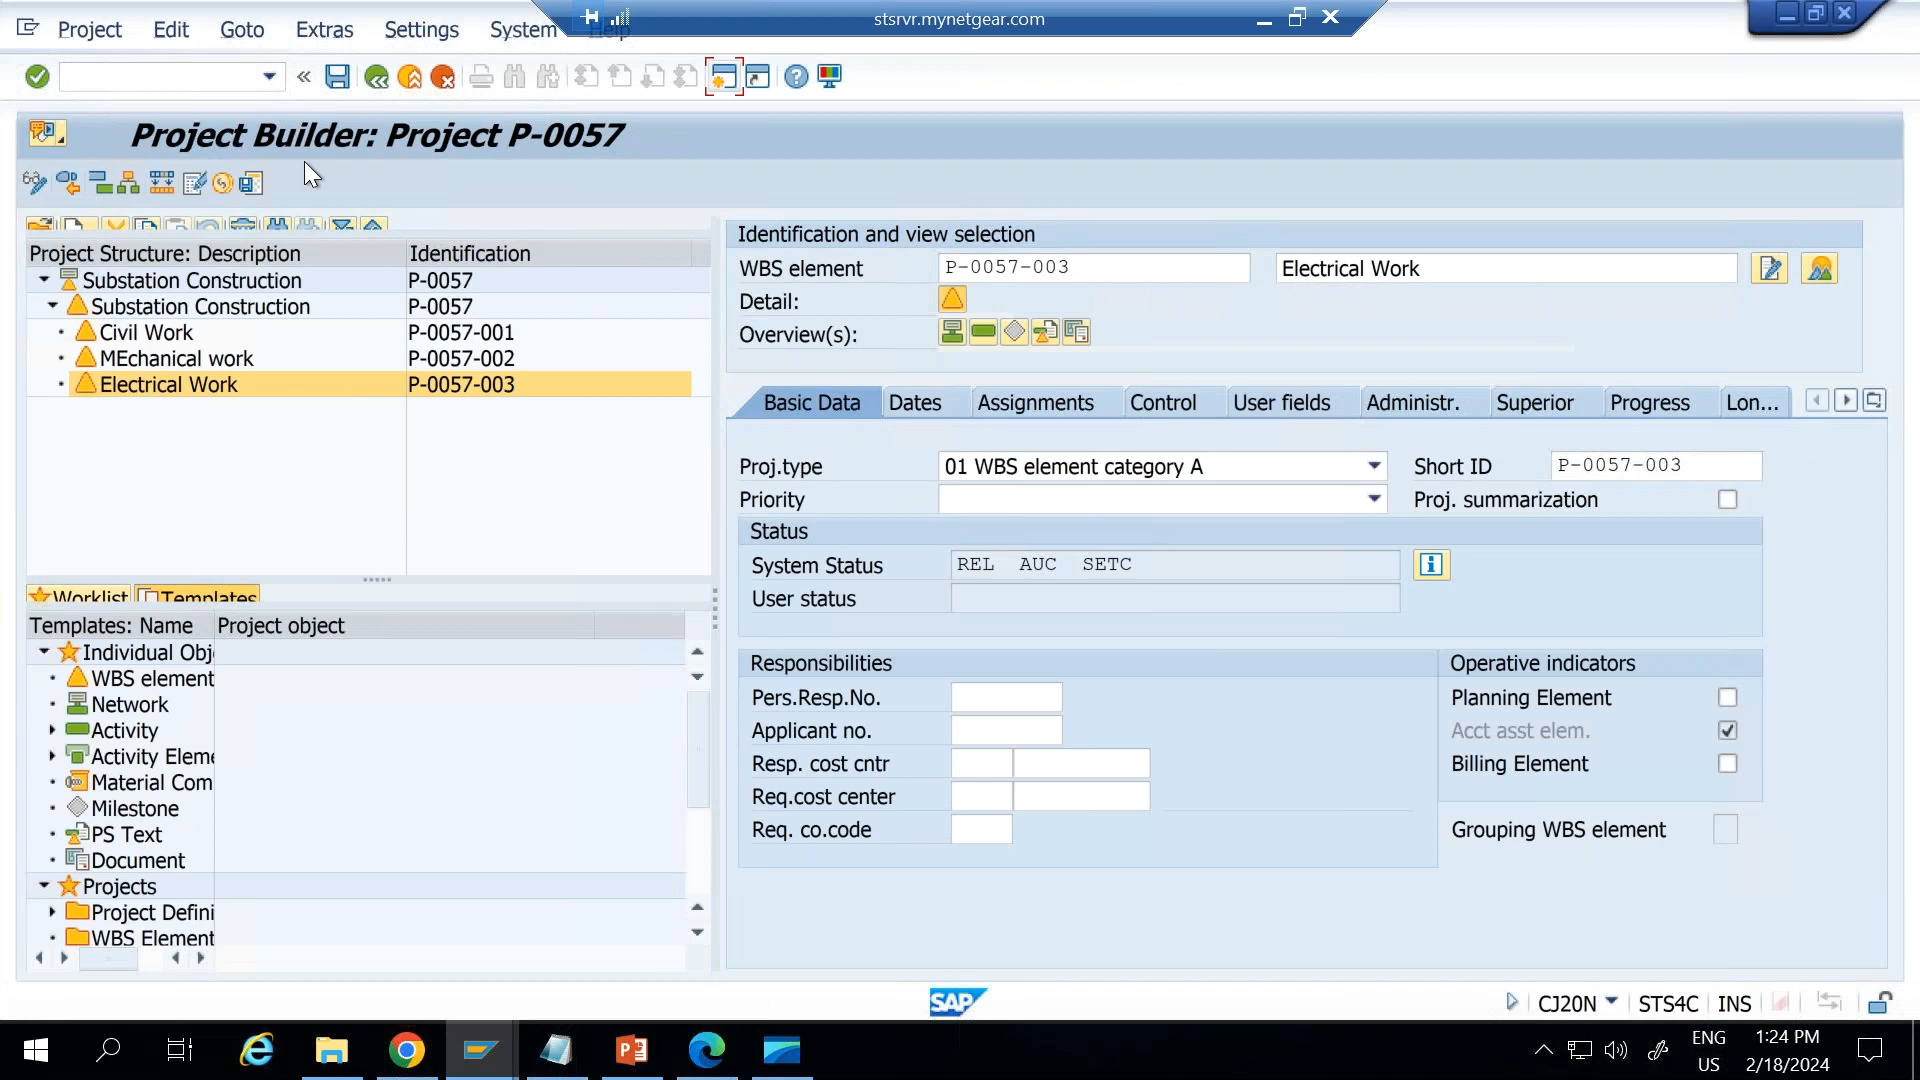 Project Edit Goto Extras Settings System Help
stsrvr.mynetgear.com
Project Builder: Project P-0057
Project Structure: Description Identification
Substation Construction P-0057
Substation Construction P-0057
Civil Work P-0057-001
MEchanical work P-0057-002
Electrical Work P-0057-003
Worklist Templates
Templates: Name Project object
Individual Obj
WBS element
Network
Activity
Activity Eleme
Material Com
Milestone
PS Text
Document
Projects
Project Defini
WBS Element
Identification and view selection
WBS element P-0057-003 Electrical Work
Detail:
Overview(s):
Basic Data Dates Assignments Control User fields Administr. Superior Progress Lon...
Proj.type 01 WBS element category A Short ID P-0057-003
Priority Proj. summarization
Status
System Status REL AUC SETC
User status
Responsibilities
Pers.Resp.No.
Applicant no.
Resp. cost cntr
Req.cost center
Req. co.code
Operative indicators
Planning Element
Acct asst elem.
Billing Element
Grouping WBS element
SAP CJ20N STS4C INS
ENG
US
1:24 PM
2/18/2024